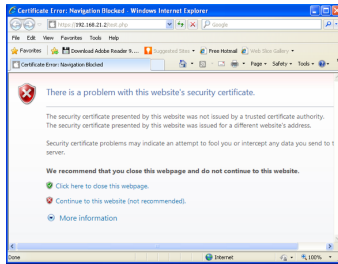 Certificate Error: Navigation Blocked - Windows Internet Explorer
https://192.168.21.2/test.php
Google
File Edit View Favorites Tools Help
Favorites Download Adobe Reader 9.... Suggested Sites Free Hotmail Web Slice Gallery
Certificate Error: Navigation Blocked Page Safety Tools
There is a problem with this website's security certificate.
The security certificate presented by this website was not issued by a trusted certificate authority.
The security certificate presented by this website was issued for a different website's address.
Security certificate problems may indicate an attempt to fool you or intercept any data you send to t
server.
We recommend that you close this webpage and do not continue to this website.
Click here to close this webpage.
Continue to this website (not recommended).
More information
Done Internet 100%